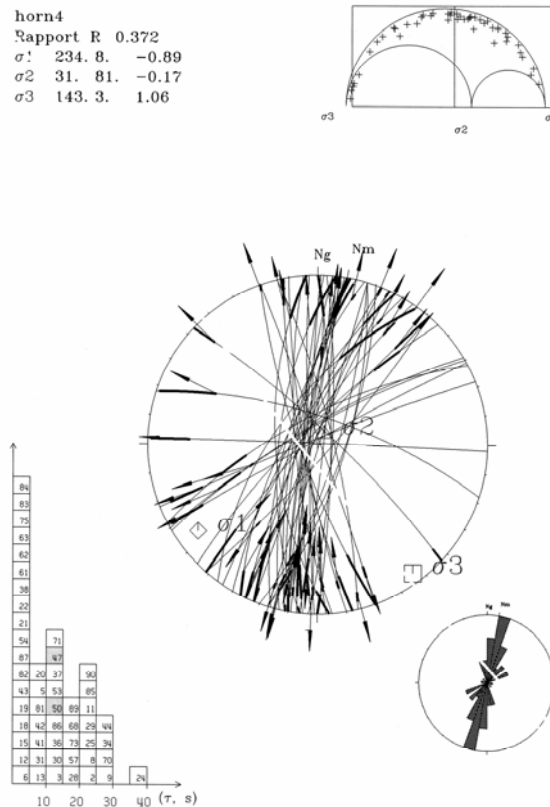 horn4
Rapport R 0.372
σ1 234. 8. -0.89
σ2 31. 81. -0.17
σ3 143. 3. 1.06
σ3
σ2
Ng Nm
σ2
σ1
σ3
Ng Nm
84
83
75
63
62
61
38
22
21
54 71
87 47
82 20 37 90
43 5 53 85
19 81 50 89 11
18 42 86 68 29 44
15 41 36 73 25 34
12 31 30 57 8 70
6 13 3 28 2 9 24
10 20 30 40 (τ, s)